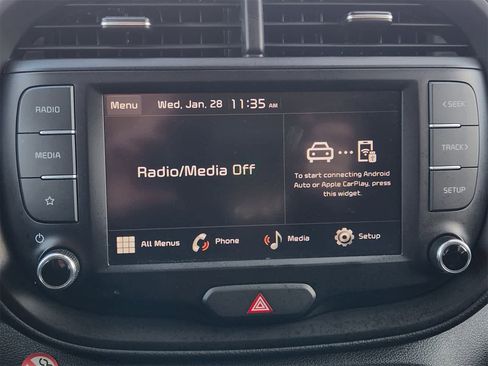 Menu Wed, Jan. 28 11:35 AM
RADIO
MEDIA
Radio/Media Off
To start connecting Android
Auto or Apple CarPlay, press
this widget.
< SEEK
TRACK >
SETUP
All Menus Phone Media Setup